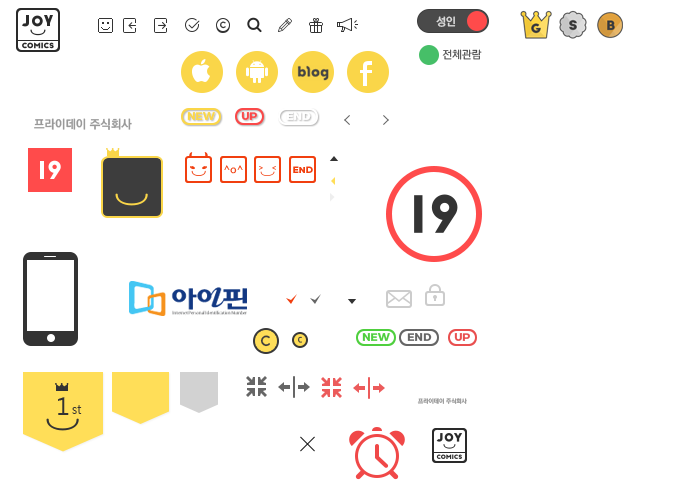 JOY
COMICS
C
성인
G
S
B
전체관람
blog
f
프라이데이 주식회사
NEW
UP
END
19
^o^
END
19
아이핀
C
C
NEW
END
UP
1st
프라이데이 주식회사
JOY
COMICS